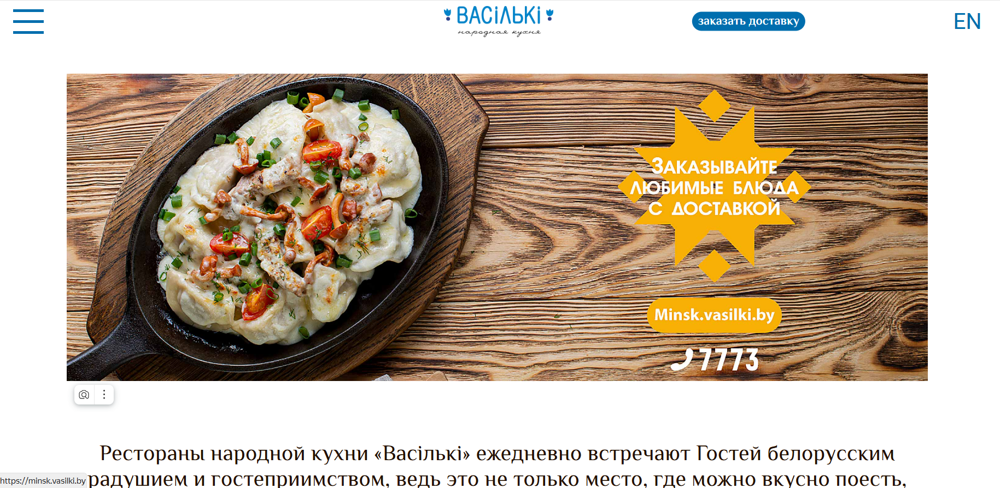 ВАСiЛЬКi
народная кухня
заказать доставку
EN
ЗАКАЗЫВАЙТЕ
ЛЮБИМЫЕ БЛЮДА
С ДОСТАВКОЙ
Minsk.vasilki.by
7773
Рестораны народной кухни «Васількі» ежедневно встречают Гостей белорусским
радушием и гостеприимством, ведь это не только место, где можно вкусно поесть,
https://minsk.vasilki.by